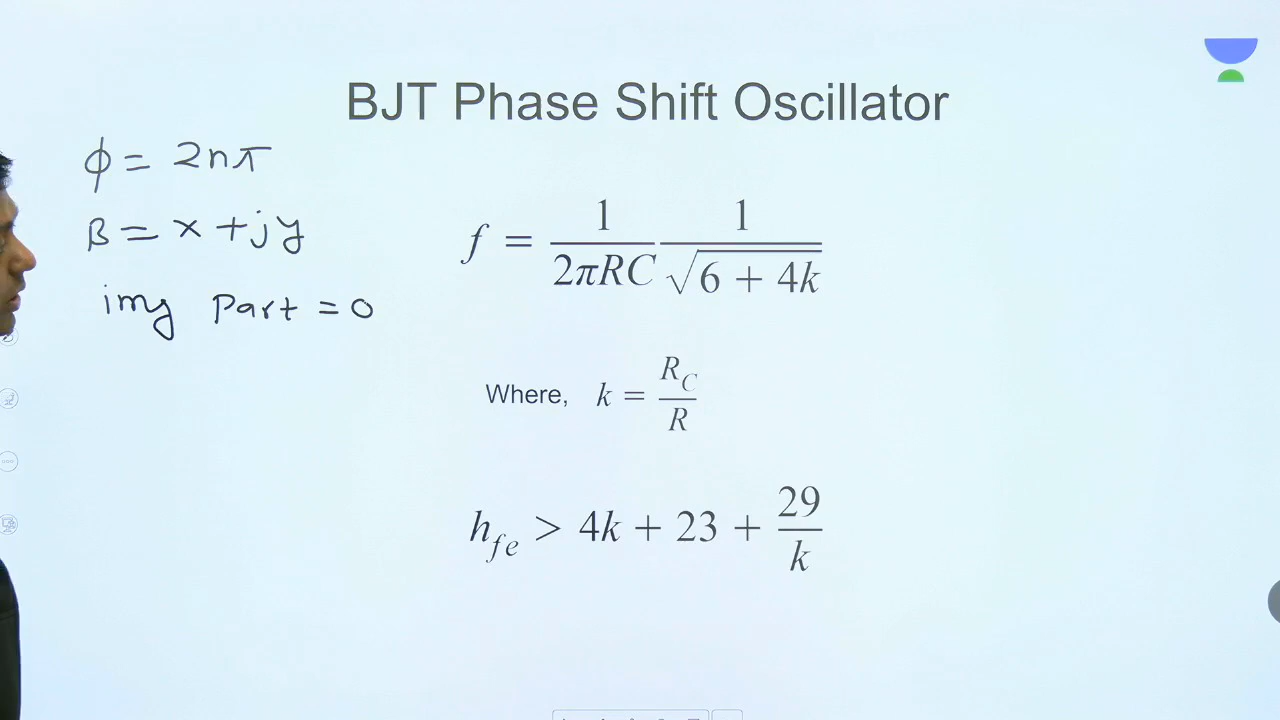 BJT Phase Shift Oscillator
ϕ = 2nπ
β = x + jy
img Part = 0
f = 1/(2πRC) 1/√(6 + 4k)
Where, k = R_C/R
h_fe > 4k + 23 + 29/k